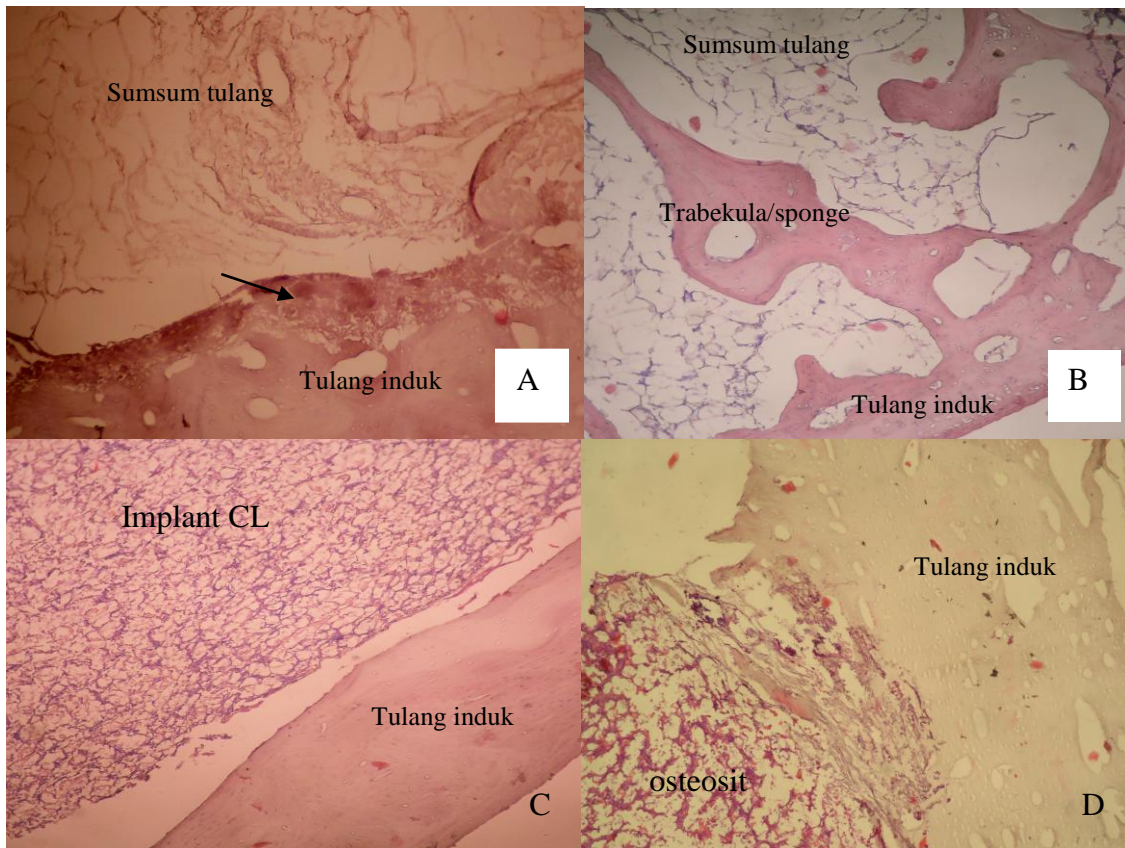 Sumsum tulang
Tulang induk
A
Sumsum tulang
Trabekula/sponge
Tulang induk
B
Implant CL
Tulang induk
C
Tulang induk
osteosit
D